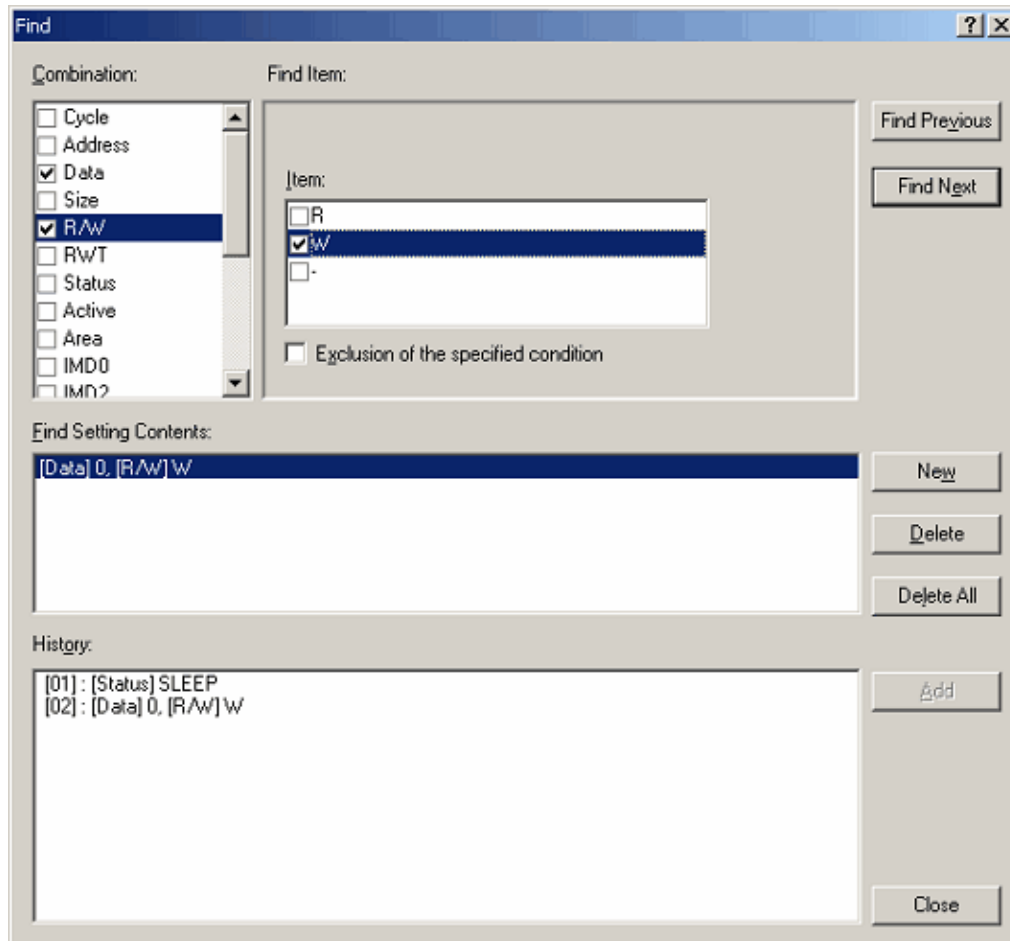 Find
Combination:
Find Item:
Cycle
Address
Data
Size
R/W
RWT
Status
Active
Area
IMD0
IMD2
Item:
R
W
-
Exclusion of the specified condition
Find Previous
Find Next
Find Setting Contents:
[Data] 0, [R/W] W
New
Delete
Delete All
History:
[01] : [Status] SLEEP
[02] : [Data] 0, [R/W] W
Add
Close